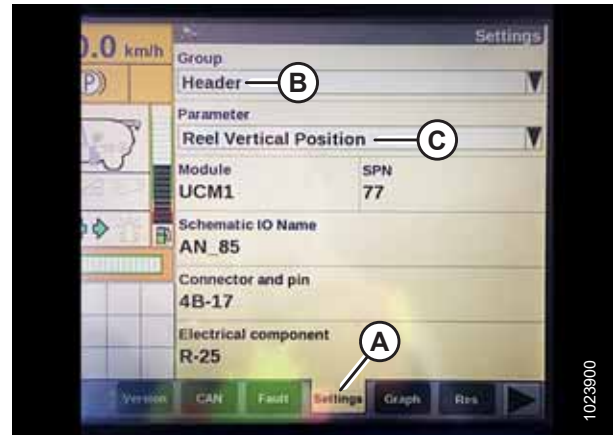 0.0 km/h
Settings
Group
Header
B
Parameter
Reel Vertical Position
C
Module
SPN
UCM1
77
Schematic IO Name
AN_85
Connector and pin
4B-17
Electrical component
R-25
A
Version
CAN
Fault
Settings
Graph
Res
1023900